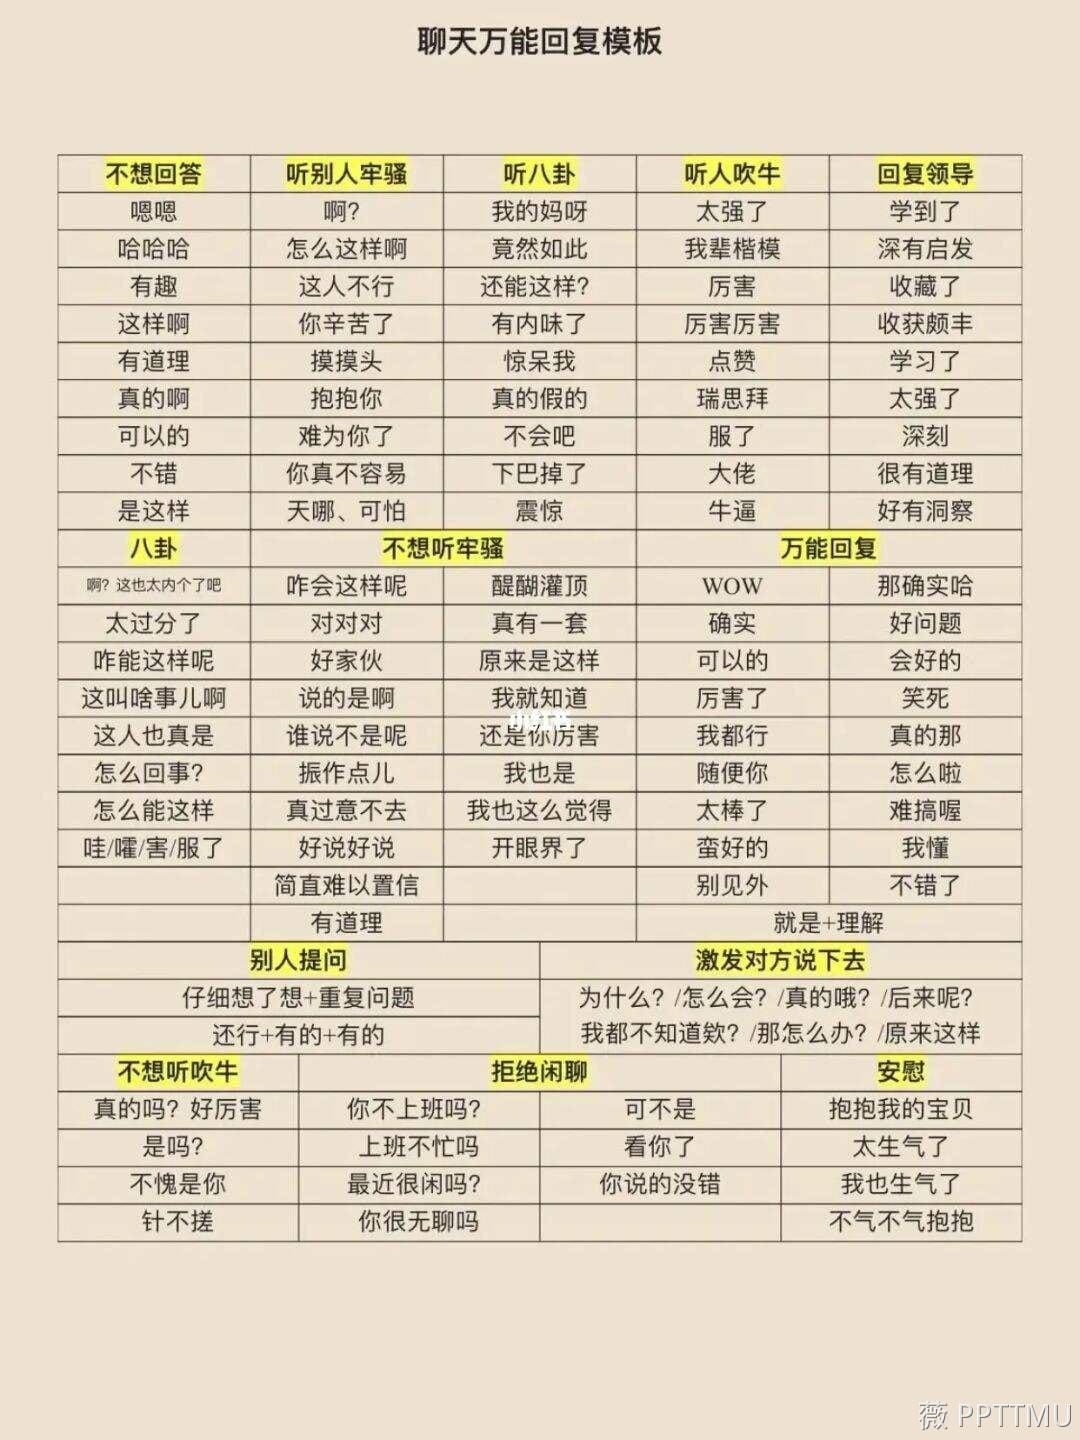 聊天万能回复模板
不想回答 听别人牢骚 听八卦 听人吹牛 回复领导
嗯嗯 啊? 我的妈呀 太强了 学到了
哈哈哈 怎么这样啊 竟然如此 我辈楷模 深有启发
有趣 这人不行 还能这样? 厉害 收藏了
这样啊 你辛苦了 有内味了 厉害厉害 收获颇丰
有道理 摸摸头 惊呆我 点赞 学习了
真的啊 抱抱你 真的假的 瑞思拜 太强了
可以的 难为你了 不会吧 服了 深刻
不错 你真不容易 下巴掉了 大佬 很有道理
是这样 天哪、可怕 震惊 牛逼 好有洞察
八卦 不想听牢骚 万能回复
啊? 这也太内个了吧 咋会这样呢 醍醐灌顶 WOW 那确实哈
太过分了 对对对 真有一套 确实 好问题
咋能这样呢 好家伙 原来是这样 可以的 会好的
这叫啥事儿啊 说的是啊 我就知道 厉害了 笑死
小红书
这人也真是 谁说不是呢 还是你厉害 我都行 真的那
怎么回事? 振作点儿 我也是 随便你 怎么啦
怎么能这样 真过意不去 我也这么觉得 太棒了 难搞喔
哇/嚯/害/服了 好说好说 开眼界了 蛮好的 我懂
简直难以置信 别见外 不错了
有道理 就是+理解
别人提问 激发对方说下去
仔细想了想+重复问题 为什么? /怎么会? /真的哦? /后来呢?
还行+有的+有的 我都不知道欸? /那怎么办? /原来这样
不想听吹牛 拒绝闲聊 安慰
真的吗? 好厉害 你不上班吗? 可不是 抱抱我的宝贝
是吗? 上班不忙吗 看你了 太生气了
不愧是你 最近很闲吗? 你说的没错 我也生气了
针不搓 你很无聊吗 不气不气抱抱
薇 PPTTMU